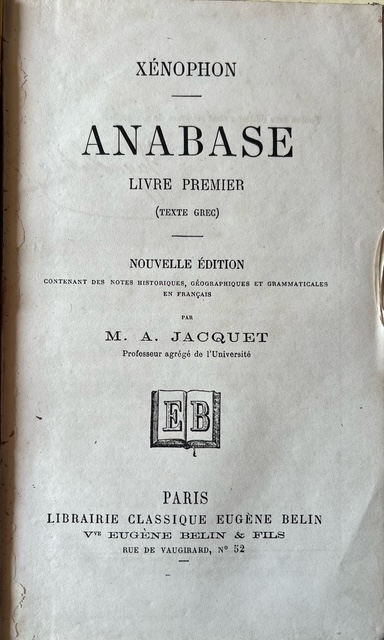 XÉNOPHON
ANABASE
LIVRE PREMIER
(TEXTE GREC)
NOUVELLE ÉDITION
CONTENANT DES NOTES HISTORIQUES, GÉOGRAPHIQUES ET GRAMMATICALES
EN FRANÇAIS
PAR
M. A. JACQUET
Professeur agrégé de l'Université
EB
PARIS
LIBRAIRIE CLASSIQUE EUGÈNE BELIN
Vve EUGÈNE BELIN & FILS
RUE DE VAUGIRARD, No 52